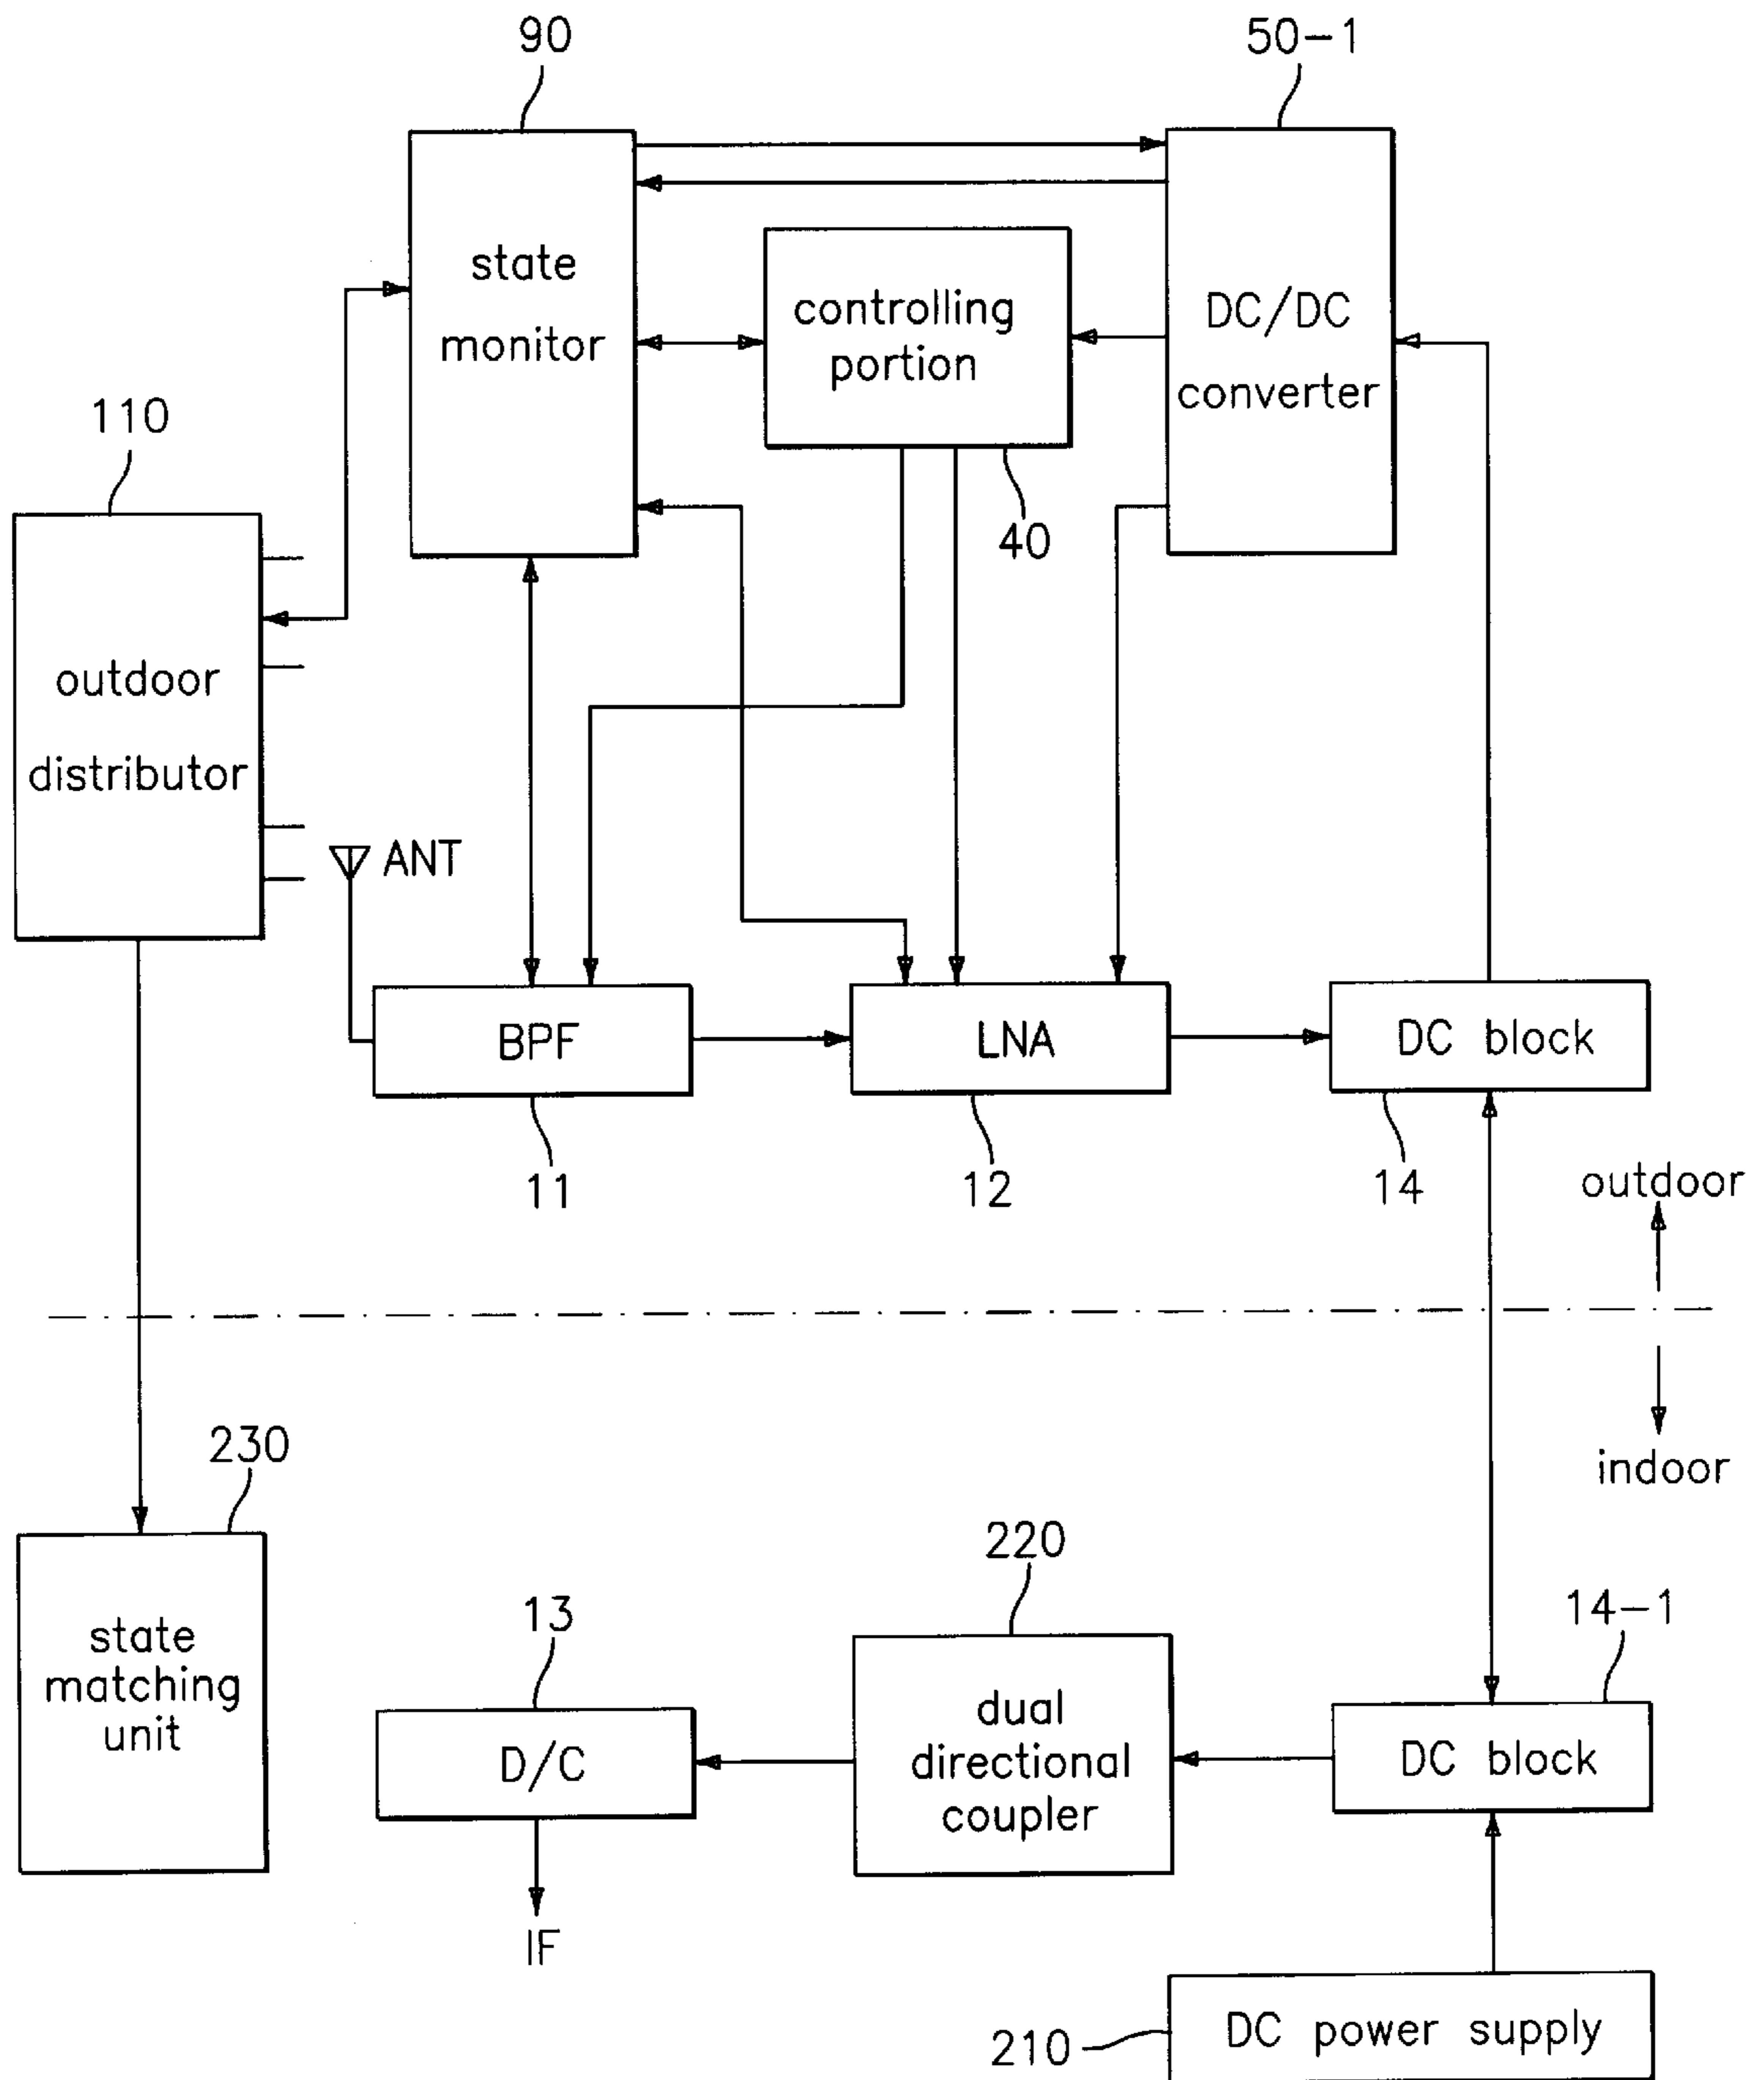 90
50-1
state
monitor
controlling
portion
DC/DC
converter
110
40
outdoor
distributor
ANT
BPF
LNA
DC block
11
12
14
outdoor
indoor
230
220
14-1
13
state
matching
unit
dual
directional
coupler
D/C
DC block
IF
210
DC power supply